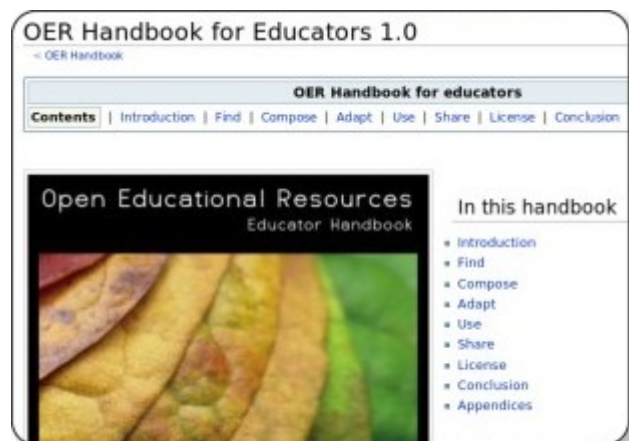 OER Handbook for Educators 1.0
< OER Handbook
OER Handbook for educators
Contents | Introduction | Find | Compose | Adapt | Use | Share | License | Conclusion
Open Educational Resources
Educator Handbook
In this handbook
Introduction
Find
Compose
Adapt
Use
Share
License
Conclusion
Appendices